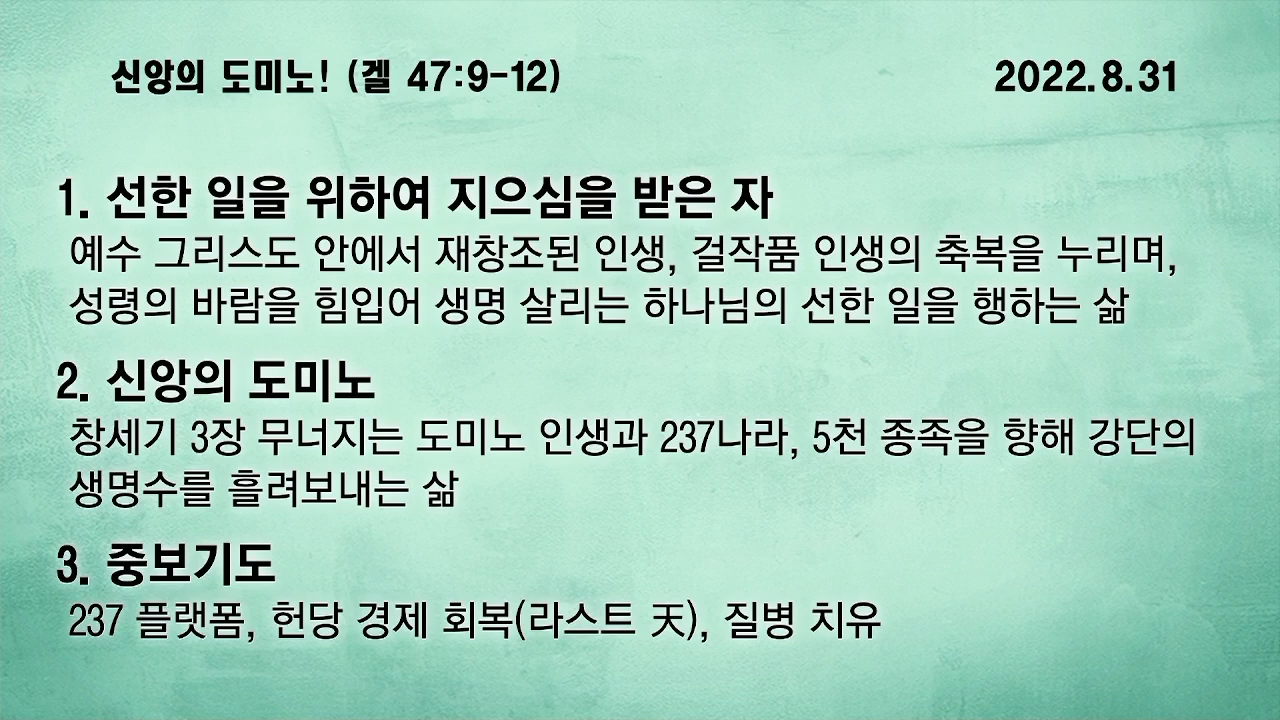 신앙의 도미노! (겔 47:9-12) 2022.8.31
1. 선한 일을 위하여 지으심을 받은 자
예수 그리스도 안에서 재창조된 인생, 걸작품 인생의 축복을 누리며,
성령의 바람을 힘입어 생명 살리는 하나님의 선한 일을 행하는 삶
2. 신앙의 도미노
창세기 3장 무너지는 도미노 인생과 237나라, 5천 종족을 향해 강단의
생명수를 흘려보내는 삶
3. 중보기도
237 플랫폼, 헌당 경제 회복(라스트 天), 질병 치유